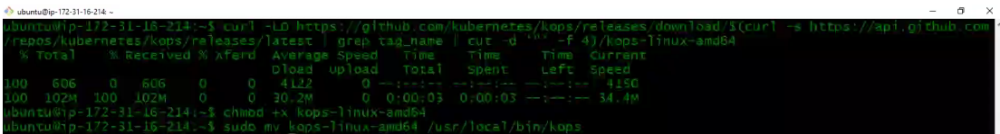 ubuntu@ip-172-31-16-214: ~
ubuntu@ip-172-31-16-214:~$ curl -LO https://github.com/kubernetes/kops/releases/download/$(curl -s https://api.github.com
/repos/kubernetes/kops/releases/latest | grep tag_name | cut -d '"' -f 4)/kops-linux-amd64
% Total % Received % Xferd Average Speed Time Time Time Current
Dload Upload Total Spent Left Speed
100 606 0 606 0 0 4122 0 --:--:-- --:--:-- --:--:-- 4150
100 102M 100 102M 0 0 30.2M 0 0:00:03 0:00:03 --:--:-- 34.4M
ubuntu@ip-172-31-16-214:~$ chmod +x kops-linux-amd64
ubuntu@ip-172-31-16-214:~$ sudo mv kops-linux-amd64 /usr/local/bin/kops